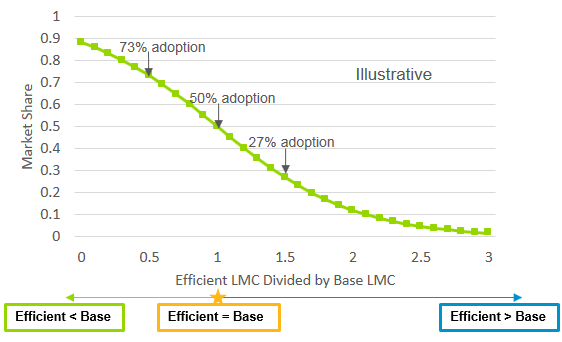 1
0.9
73% adoption
0.8
Illustrative
0.7
0.6
50% adoption
0.5
Market Share
0.4
27% adoption
0.3
0.2
0.1
0
0 0.5 1 1.5 2 2.5 3
Efficient LMC Divided by Base LMC
Efficient < Base
Efficient = Base
Efficient > Base